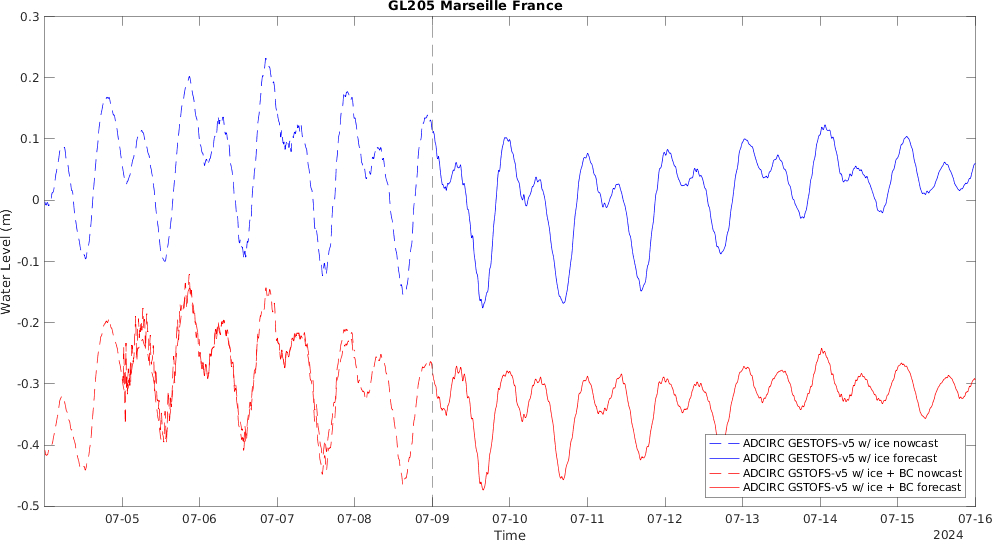 GL205 Marseille France
0.3
0.2
0.1
0
-0.1
-0.2
-0.3
-0.4
-0.5
Water Level (m)
ADCIRC GESTOFS-v5 w/ ice nowcast
ADCIRC GESTOFS-v5 w/ ice forecast
ADCIRC GSTOFS-v5 w/ ice + BC nowcast
ADCIRC GSTOFS-v5 w/ ice + BC forecast
07-05 07-06 07-07 07-08 07-09 07-10 07-11 07-12 07-13 07-14 07-15 07-16
Time
2024